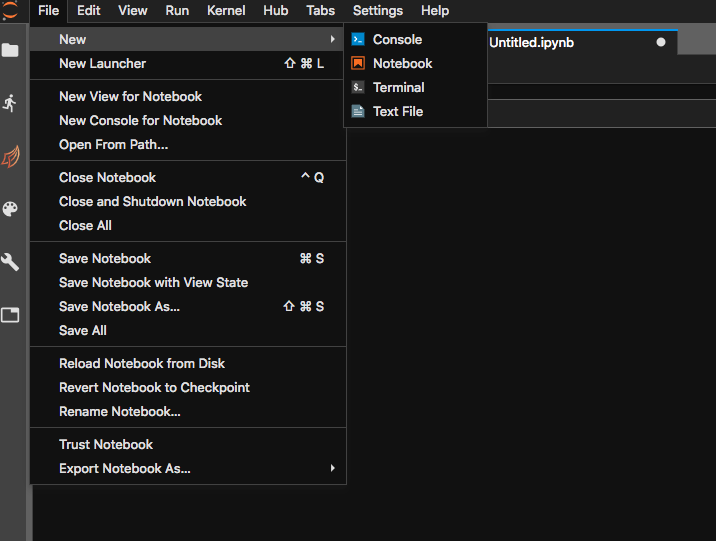 File Edit View Run Kernel Hub Tabs Settings Help
New
New Launcher ⇧ ⌘ L
New View for Notebook
New Console for Notebook
Open From Path...
Close Notebook ^ Q
Close and Shutdown Notebook
Close All
Save Notebook ⌘ S
Save Notebook with View State
Save Notebook As... ⇧ ⌘ S
Save All
Reload Notebook from Disk
Revert Notebook to Checkpoint
Rename Notebook...
Trust Notebook
Export Notebook As...
Console
Notebook
Terminal
Text File
Untitled.ipynb